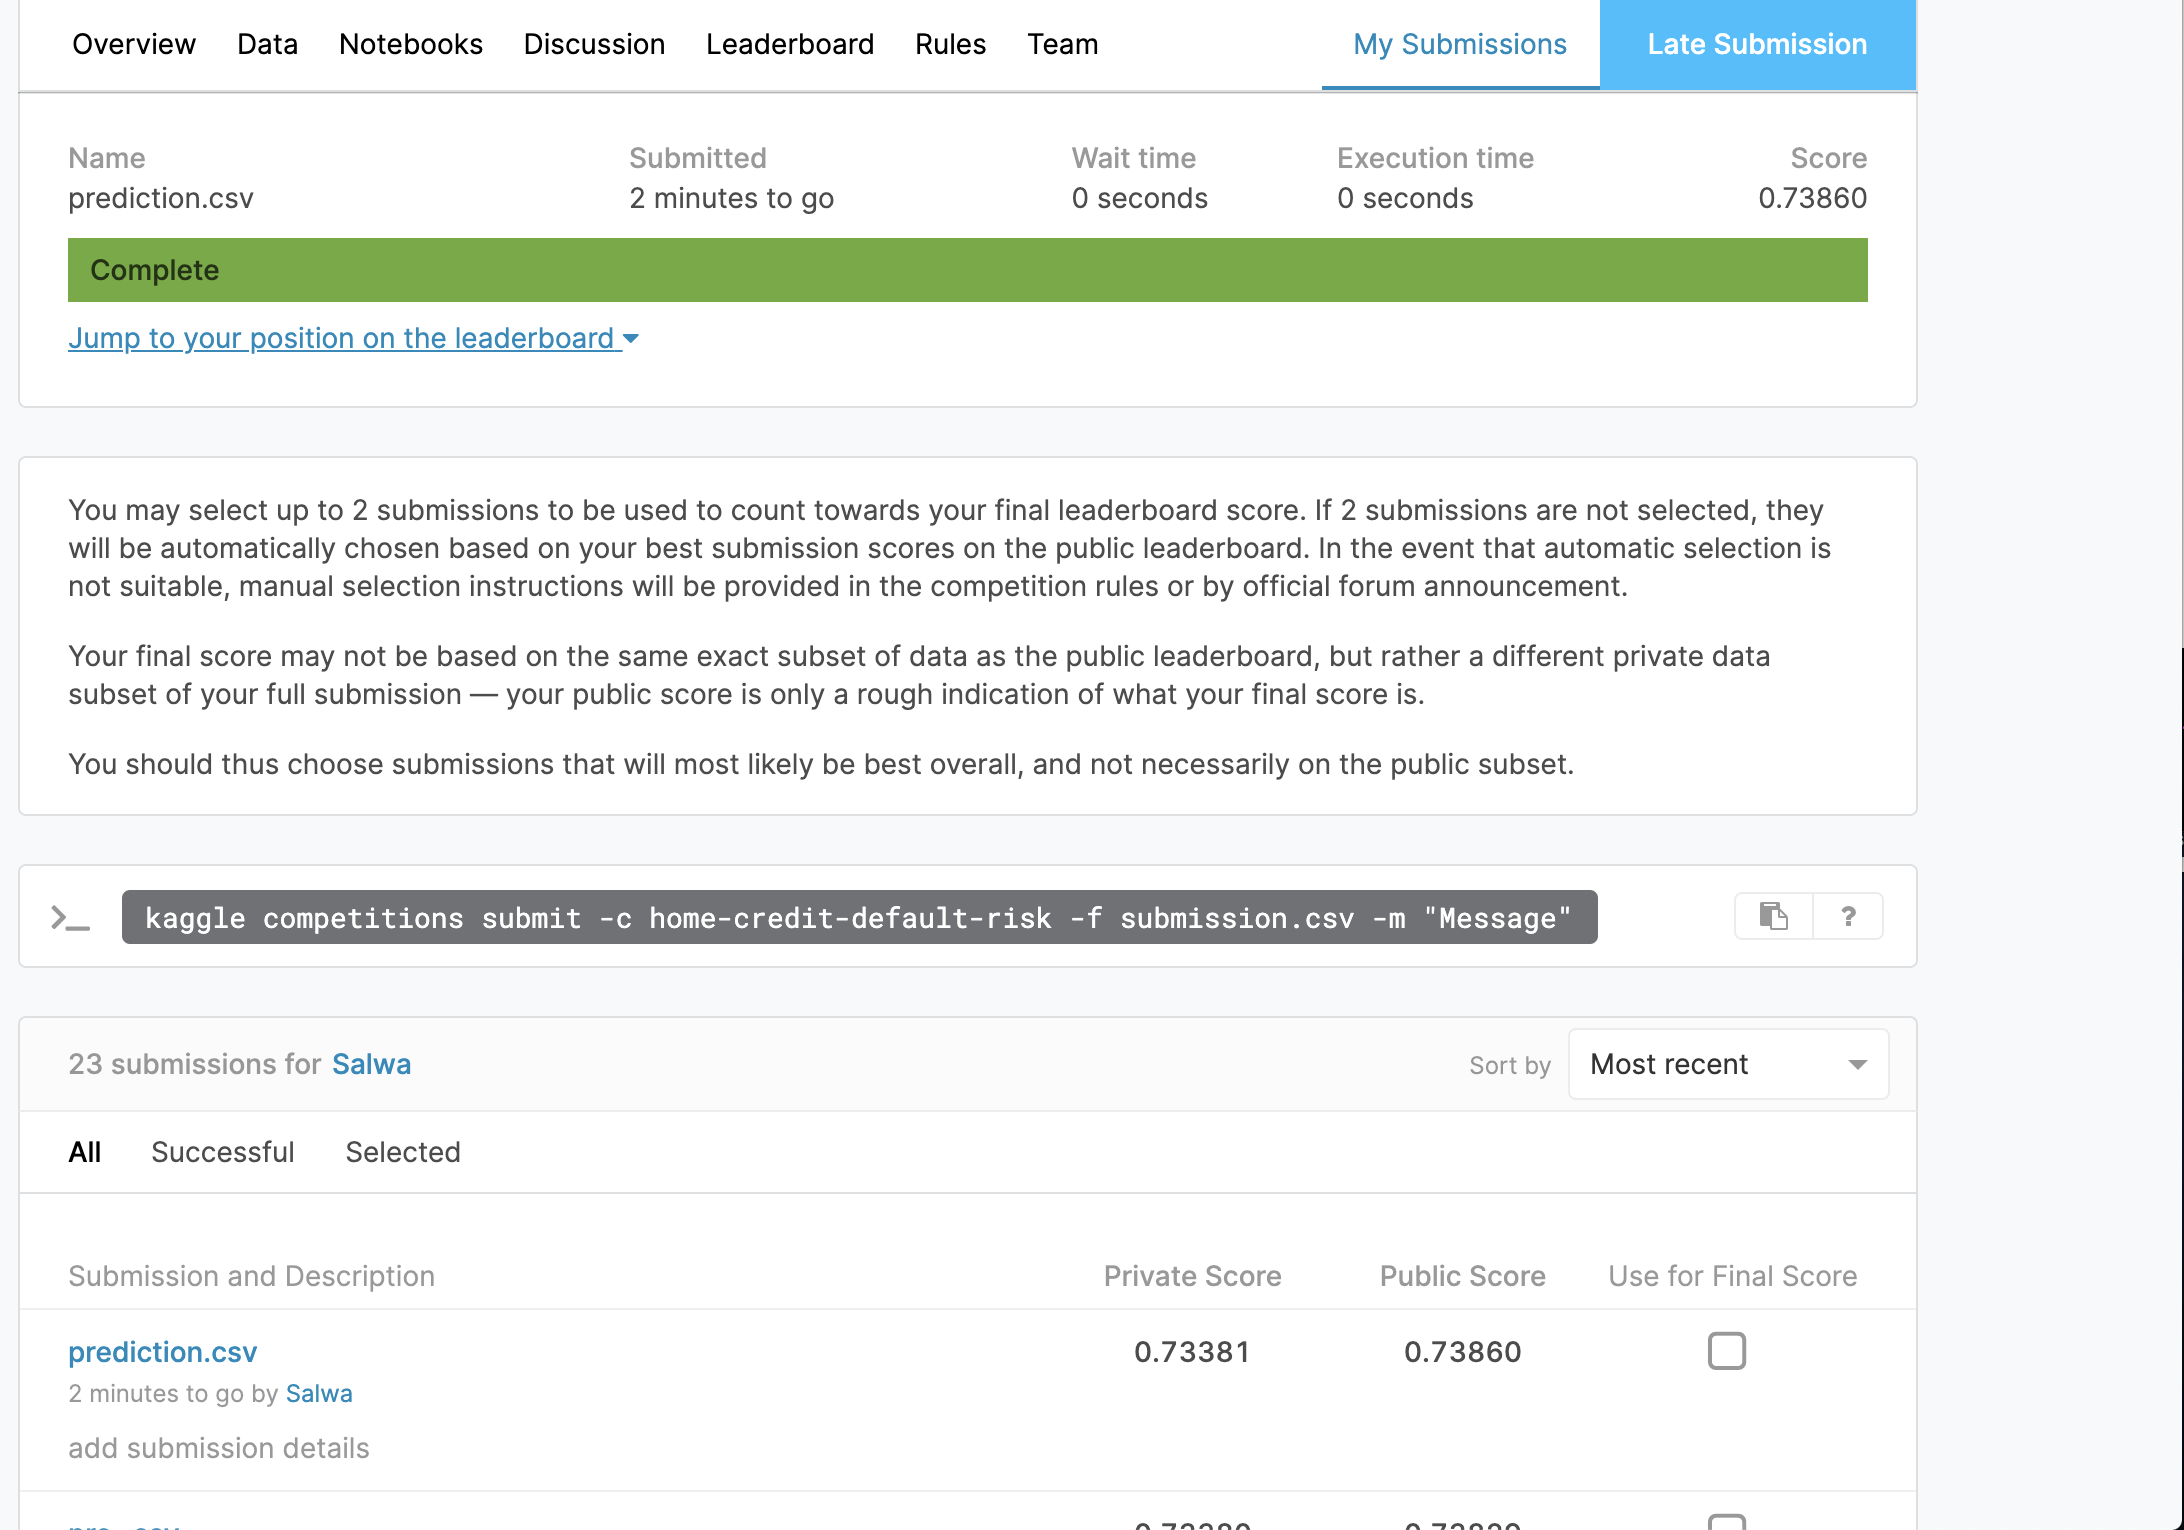 Overview Data Notebooks Discussion Leaderboard Rules Team My Submissions Late Submission
Name Submitted Wait time Execution time Score
prediction.csv 2 minutes to go 0 seconds 0 seconds 0.73860
Complete
Jump to your position on the leaderboard
You may select up to 2 submissions to be used to count towards your final leaderboard score. If 2 submissions are not selected, they
will be automatically chosen based on your best submission scores on the public leaderboard. In the event that automatic selection is
not suitable, manual selection instructions will be provided in the competition rules or by official forum announcement.
Your final score may not be based on the same exact subset of data as the public leaderboard, but rather a different private data
subset of your full submission — your public score is only a rough indication of what your final score is.
You should thus choose submissions that will most likely be best overall, and not necessarily on the public subset.
>_ kaggle competitions submit -c home-credit-default-risk -f submission.csv -m "Message" ?
23 submissions for Salwa Sort by Most recent
All Successful Selected
Submission and Description Private Score Public Score Use for Final Score
prediction.csv 0.73381 0.73860
2 minutes to go by Salwa
add submission details